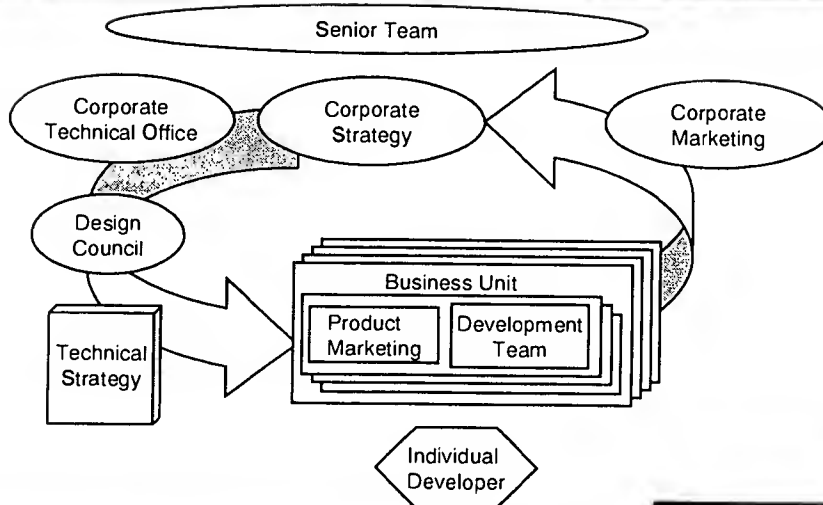 Senior Team
Corporate
Technical Office
Corporate
Strategy
Corporate
Marketing
Design
Council
Business Unit
Product
Marketing
Development
Team
Technical
Strategy
Individual
Developer